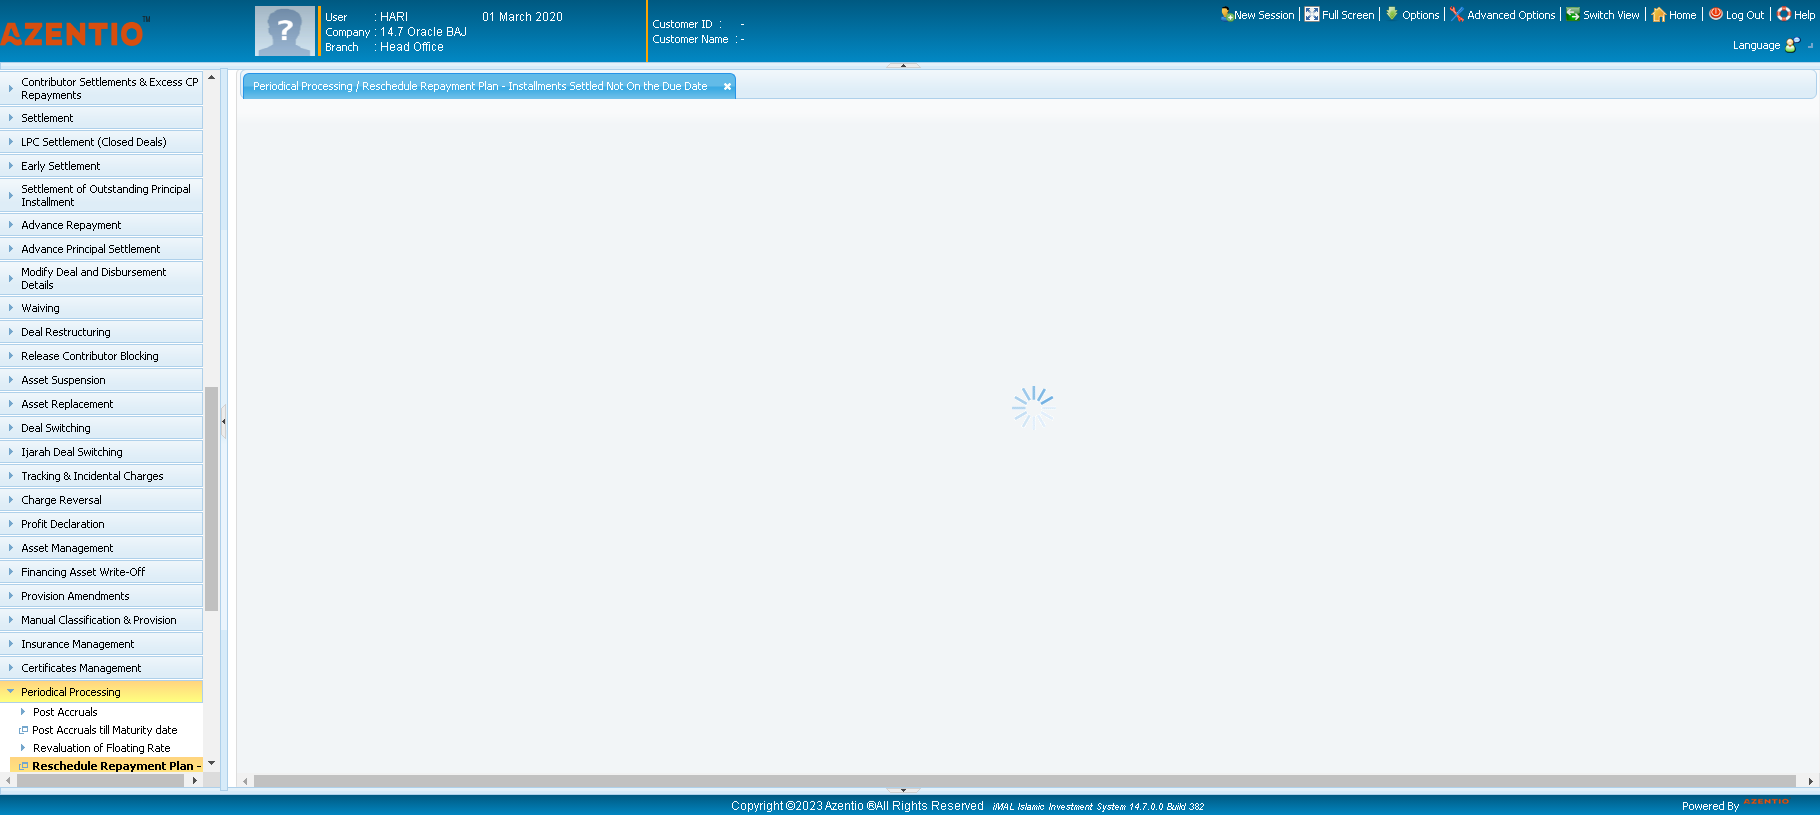 AZENTIO™
User : HARI 01 March 2020
Company : 14.7 Oracle BAJ
Branch : Head Office
Customer ID : -
Customer Name : -
New Session | Full Screen | Options | Advanced Options | Switch View | Home | Log Out | Help
Language
Contributor Settlements & Excess CP
Repayments
Settlement
LPC Settlement (Closed Deals)
Early Settlement
Settlement of Outstanding Principal
Installment
Advance Repayment
Advance Principal Settlement
Modify Deal and Disbursement
Details
Waiving
Deal Restructuring
Release Contributor Blocking
Asset Suspension
Asset Replacement
Deal Switching
Ijarah Deal Switching
Tracking & Incidental Charges
Charge Reversal
Profit Declaration
Asset Management
Financing Asset Write-Off
Provision Amendments
Manual Classification & Provision
Insurance Management
Certificates Management
Periodical Processing
Post Accruals
Post Accruals till Maturity date
Revaluation of Floating Rate
Reschedule Repayment Plan -
Periodical Processing / Reschedule Repayment Plan - Installments Settled Not On the Due Date
Copyright ©2023 Azentio ®All Rights Reserved iMAL Islamic Investment System 14.7.0.0 Build 382
Powered By AZENTIO